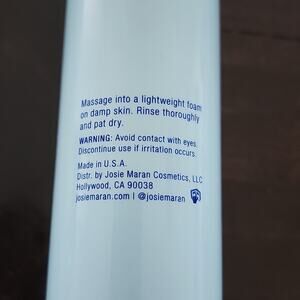 Massage into a lightweight foam
on damp skin. Rinse thoroughly
and pat dry.
WARNING: Avoid contact with eyes.
Discontinue use if irritation occurs.
Made in U.S.A.
Distr. by Josie Maran Cosmetics, LLC
Hollywood, CA 90038
josiemaran.com | @josiemaran